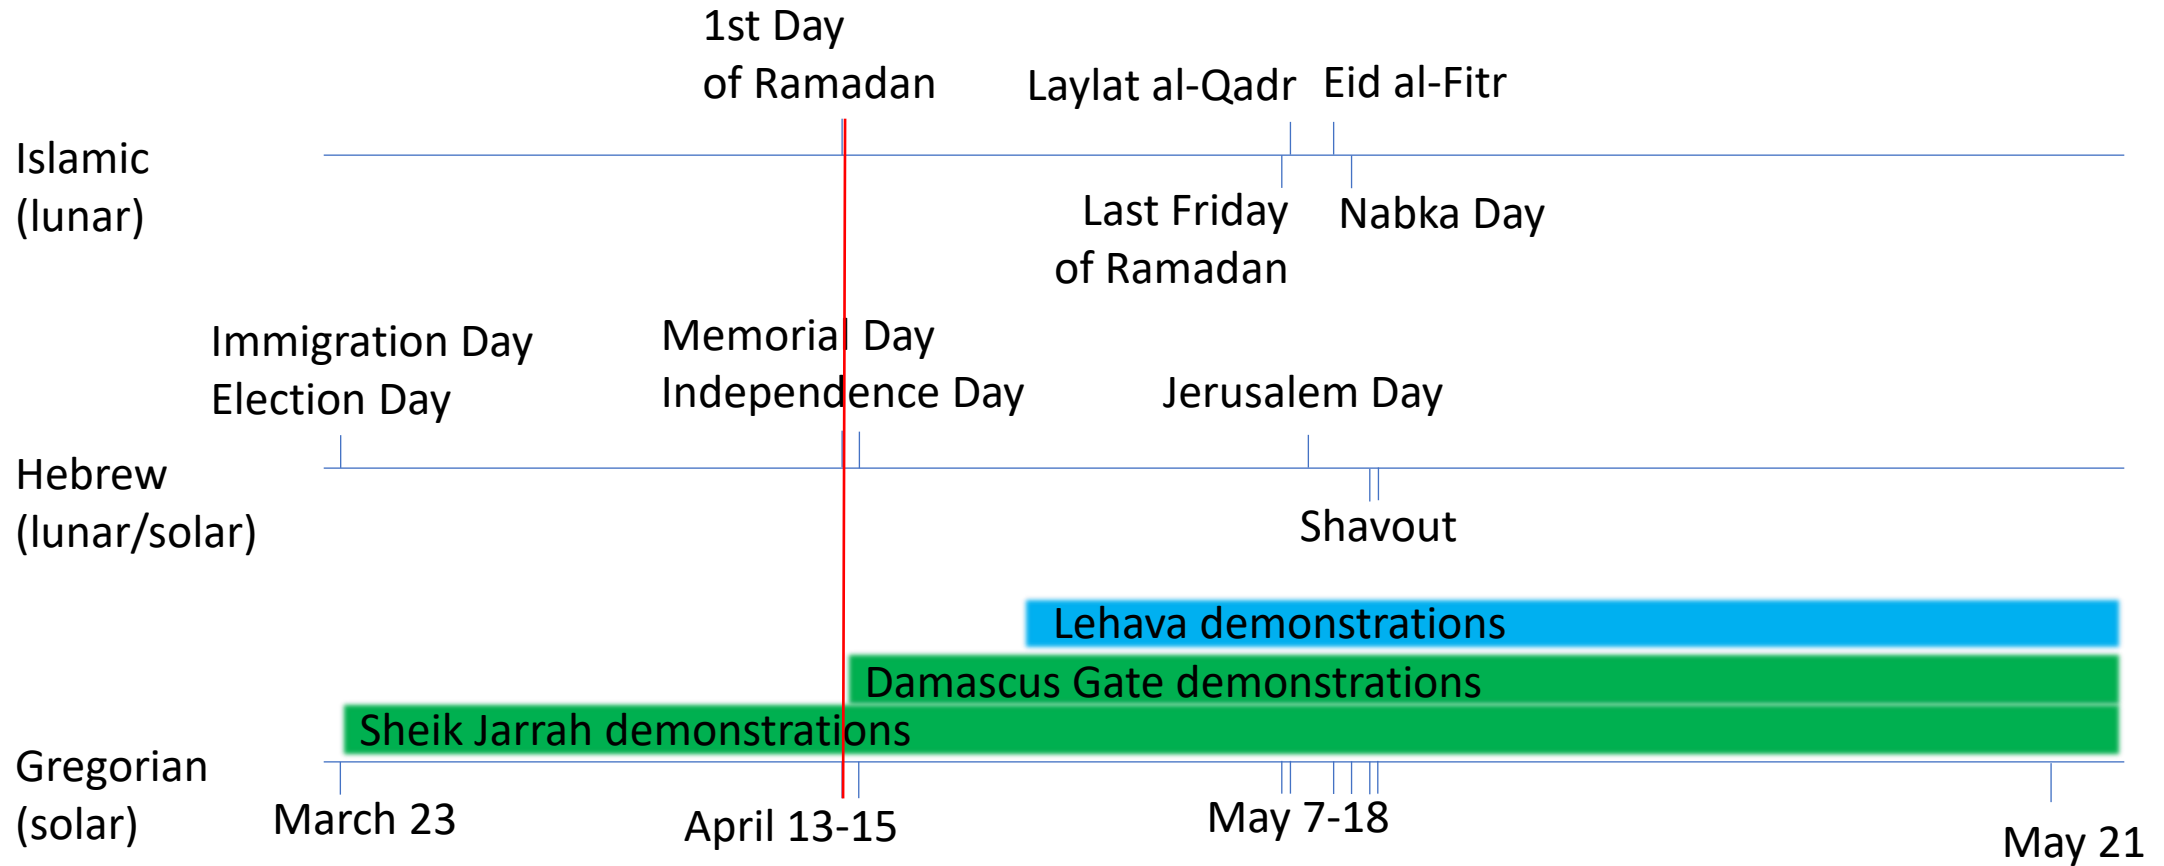 1st Day
of Ramadan
Laylat al-Qadr
Eid al-Fitr
Islamic
(lunar)
Last Friday
of Ramadan
Nabka Day
Immigration Day
Election Day
Memorial Day
Independence Day
Jerusalem Day
Hebrew
(lunar/solar)
Shavout
Lehava demonstrations
Damascus Gate demonstrations
Sheik Jarrah demonstrations
Gregorian
(solar)
March 23
April 13-15
May 7-18
May 21